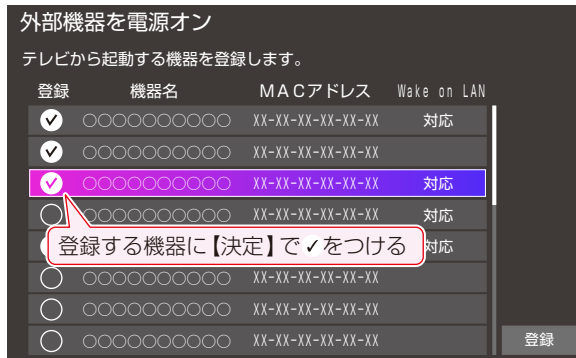 外部機器を電源オン
テレビから起動する機器を登録します。
登録 機器名 MACアドレス Wake on LAN
○○○○○○○○○○ XX-XX-XX-XX-XX-XX 対応
○○○○○○○○○○ XX-XX-XX-XX-XX-XX
○○○○○○○○○○ XX-XX-XX-XX-XX-XX 対応
○○○○○○○○○○ XX-XX-XX-XX-XX-XX 対応
登録する機器に【決定】で✓をつける 対応
○○○○○○○○○○ XX-XX-XX-XX-XX-XX
○○○○○○○○○○ XX-XX-XX-XX-XX-XX
○○○○○○○○○○ XX-XX-XX-XX-XX-XX
登録